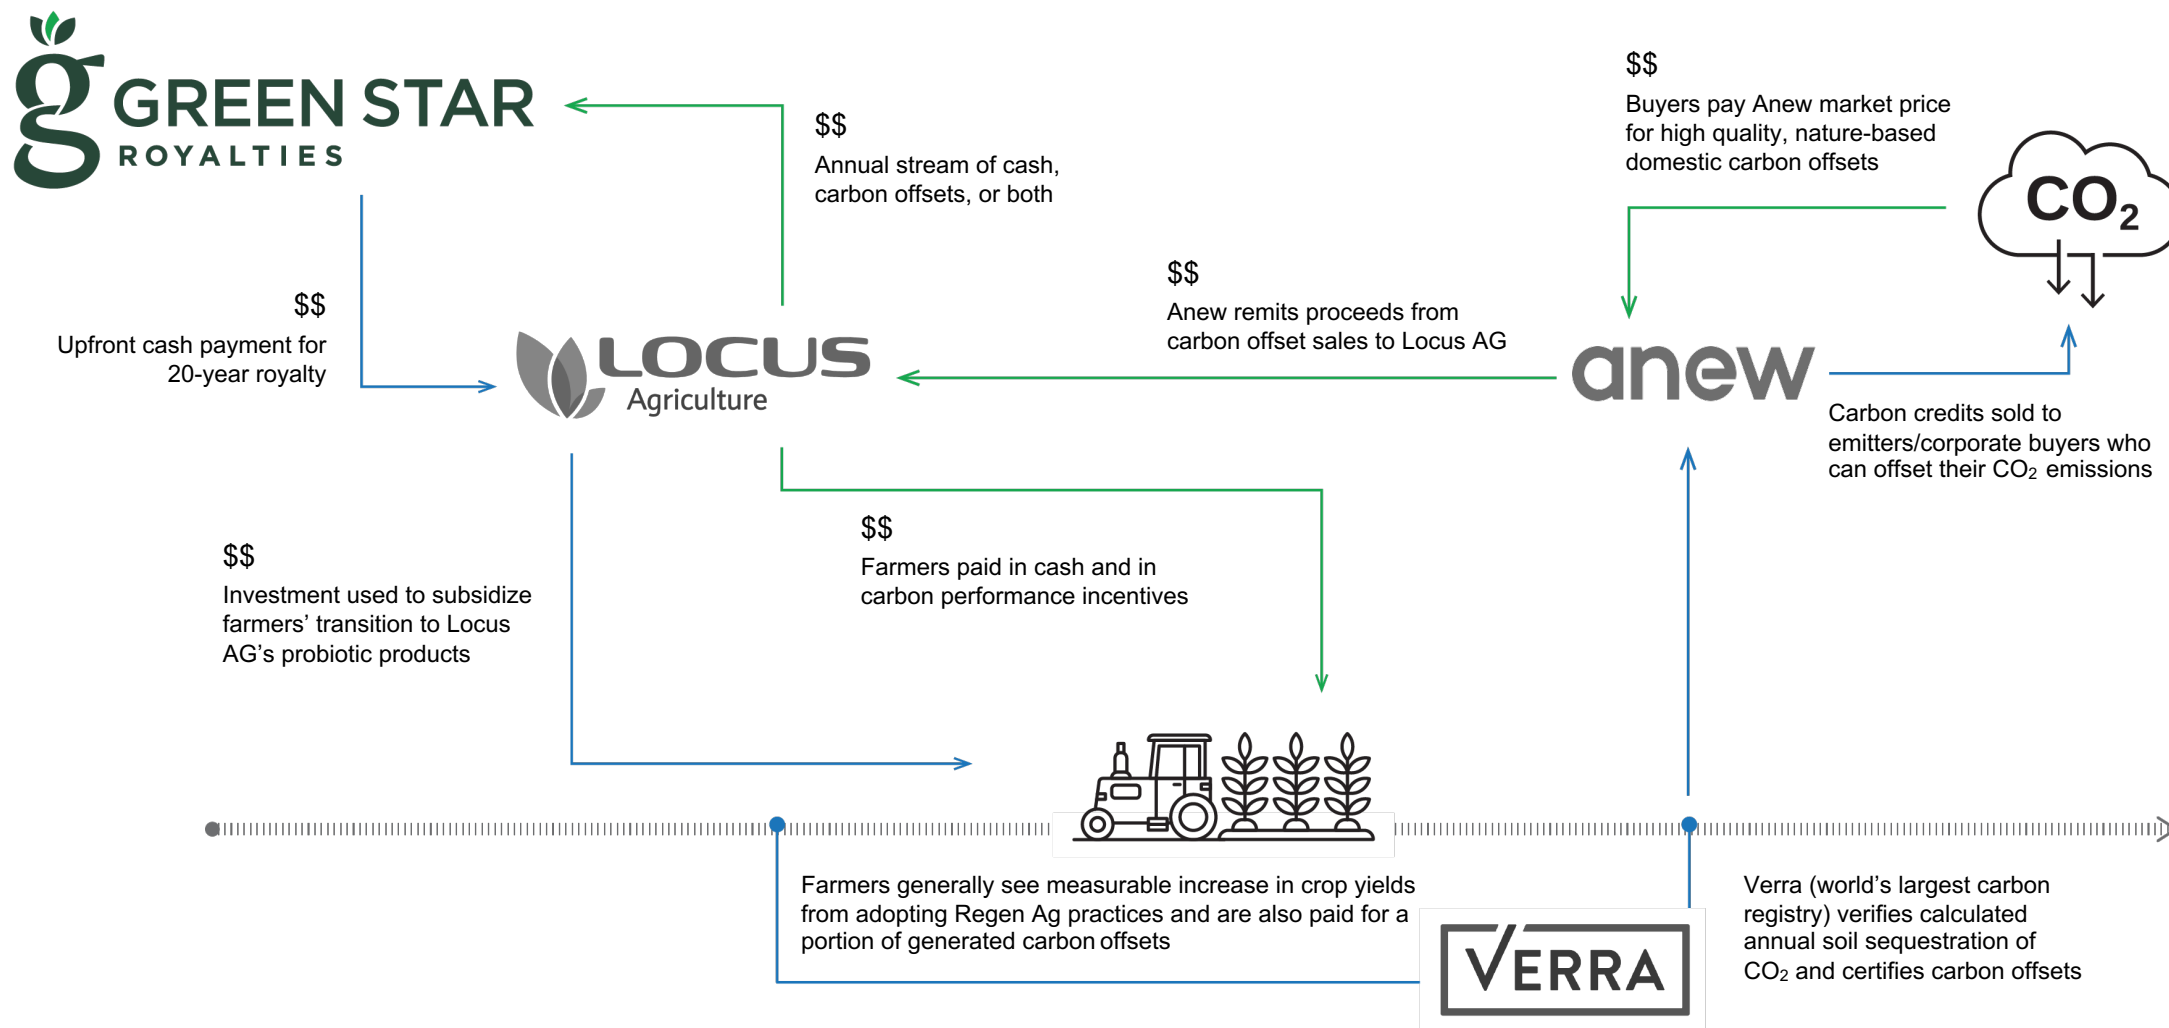 GREEN STAR
ROYALTIES
$$
Annual stream of cash,
carbon offsets, or both
$$
Buyers pay Anew market price
for high quality, nature-based
domestic carbon offsets
CO₂
$$
Upfront cash payment for
20-year royalty
LOCUS
Agriculture
$$
Anew remits proceeds from
carbon offset sales to Locus AG
anew
Carbon credits sold to
emitters/corporate buyers who
can offset their CO₂ emissions
$$
Investment used to subsidize
farmers’ transition to Locus
AG’s probiotic products
$$
Farmers paid in cash and in
carbon performance incentives
Farmers generally see measurable increase in crop yields
from adopting Regen Ag practices and are also paid for a
portion of generated carbon offsets
VERRA
Verra (world’s largest carbon
registry) verifies calculated
annual soil sequestration of
CO₂ and certifies carbon offsets